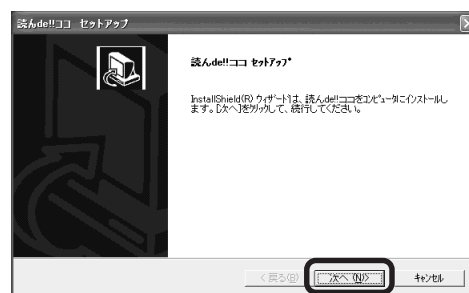 読んde!!ココ セットアップ
読んde!!ココ セットアップ
InstallShield(R) ウィザードは、読んde!!ココをコンピュータにインストールし
ます。[次へ]をクリックして、続行してください。
< 戻る(B) 次へ (N)> キャンセル